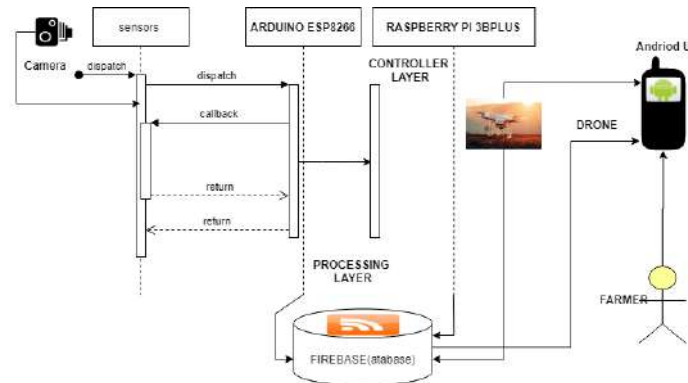 sensors
ARDUINO ESP8266
RASPBERRY PI 3BPLUS
Andriod U
Camera
dispatch
dispatch
CONTROLLER
LAYER
callback
DRONE
return
return
PROCESSING
LAYER
FARMER
FIREBASE(atabase)